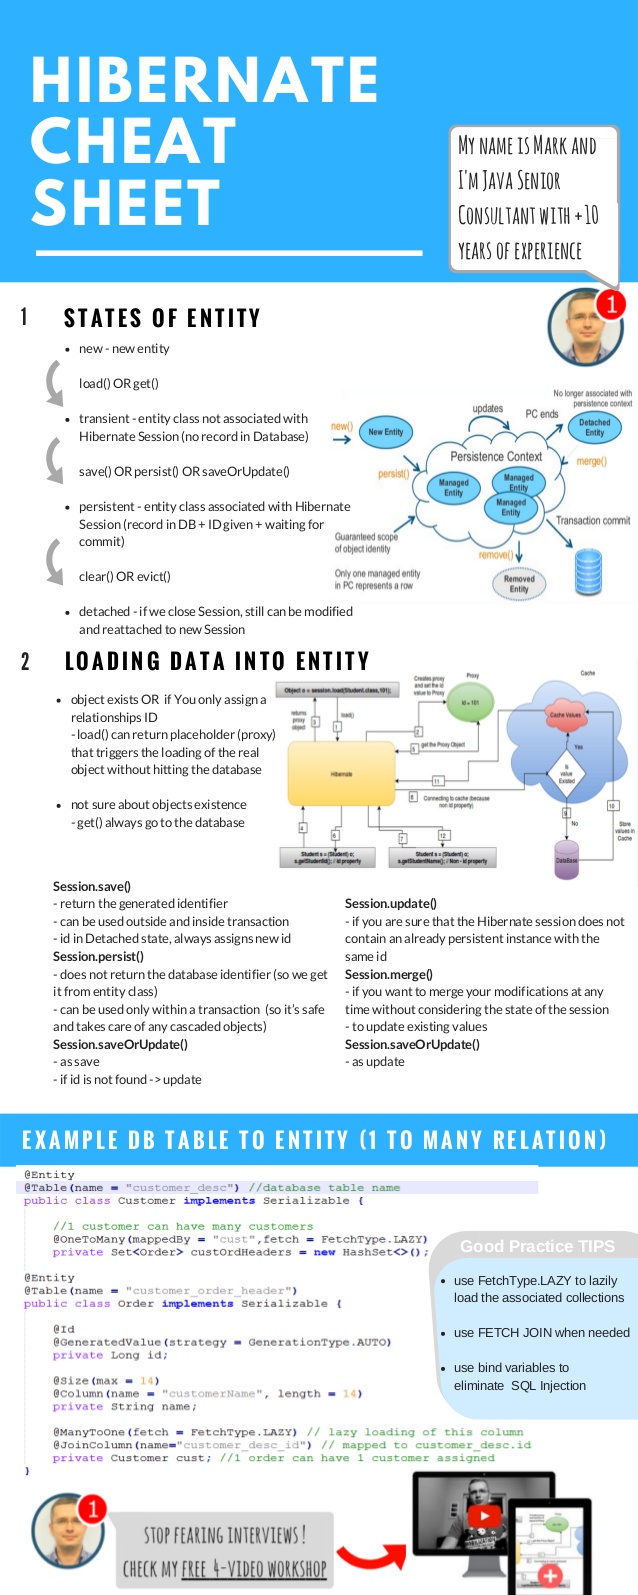 HIBERNATE
CHEAT
SHEET
My name is Mark and
I'm Java Senior
Consultant with +10
years of experience
1
1 STATES OF ENTITY
• new - new entity
load() OR get()
• transient - entity class not associated with
Hibernate Session (no record in Database)
save() OR persist() OR saveOrUpdate()
• persistent - entity class associated with Hibernate
Session (record in DB + ID given + waiting for
commit)
clear() OR evict()
• detached - if we close Session, still can be modified
and reattached to new Session
No longer associated with
persistence context
updates
PC ends
Detached
Entity
new()
New Entity
Persistence Context
merge()
persist()
Managed
Entity
Managed
Entity
Managed
Entity
Transaction commit
Guaranteed scope
of object identity
remove()
Only one managed entity
in PC represents a row
Removed
Entity
2 LOADING DATA INTO ENTITY
• object exists OR if You only assign a
relationships ID
- load() can return placeholder (proxy)
that triggers the loading of the real
object without hitting the database
• not sure about objects existence
- get() always go to the database
Object o = session.load(Student.class,101);
Creates proxy
and set the id
value to Proxy
Proxy
Id = 101
Cache
Cache Values
returns
proxy
object
3
load()
1
2
5
get the Proxy Object
Yes
Hibernate
11
Is
value
Existed
8
Connecting to cache (because
non id property)
9
10
No
Store
values in
Cache
4
6
7
12
DataBase
Student s = (Student) o;
s.getStudentId(); // id property
Student s = (Student) o;
s.getStudentName(); // Non - id property
Session.save()
- return the generated identifier
- can be used outside and inside transaction
- id in Detached state, always assigns new id
Session.persist()
- does not return the database identifier (so we get
it from entity class)
- can be used only within a transaction (so it's safe
and takes care of any cascaded objects)
Session.saveOrUpdate()
- as save
- if id is not found -> update
Session.update()
- if you are sure that the Hibernate session does not
contain an already persistent instance with the
same id
Session.merge()
- if you want to merge your modifications at any
time without considering the state of the session
- to update existing values
Session.saveOrUpdate()
- as update
EXAMPLE DB TABLE TO ENTITY (1 TO MANY RELATION)
@Entity
@Table(name = "customer_desc") //database table name
public class Customer implements Serializable {
//1 customer can have many customers
@OneToMany(mappedBy = "cust",fetch = FetchType.LAZY)
private Set<Order> custOrdHeaders = new HashSet<>();
@Entity
@Table(name = "customer_order_header")
public class Order implements Serializable {
@Id
@GeneratedValue(strategy = GenerationType.AUTO)
private Long id;
@Size(max = 14)
@Column(name = "customerName", length = 14)
private String name;
@ManyToOne(fetch = FetchType.LAZY) // lazy loading of this column
@JoinColumn(name="customer_desc_id") // mapped to customer_desc.id
private Customer cust; //1 order can have 1 customer assigned
}
Good Practice TIPS
• use FetchType.LAZY to lazily
load the associated collections
• use FETCH JOIN when needed
• use bind variables to
eliminate SQL Injection
1
STOP FEARING INTERVIEWS!
CHECK MY FREE 4-VIDEO WORKSHOP